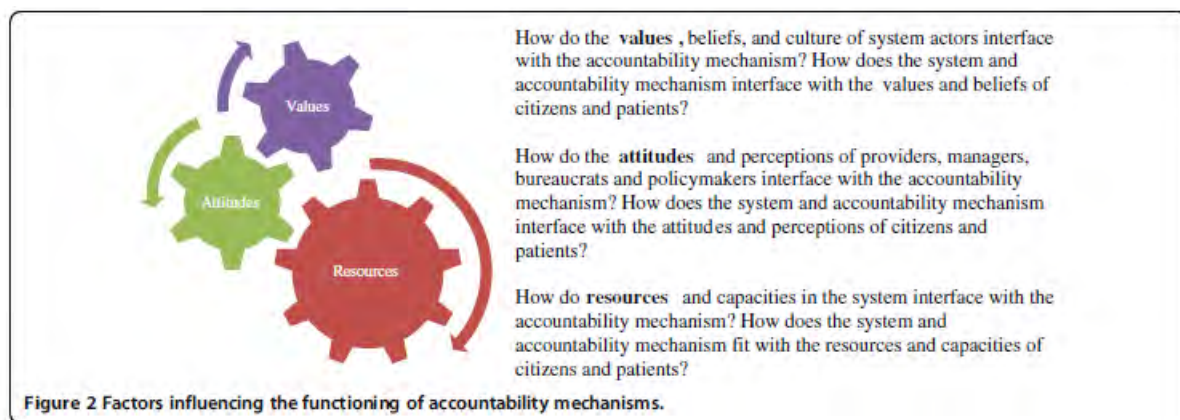 Values
Attitudes
Resources
How do the values , beliefs, and culture of system actors interface
with the accountability mechanism? How does the system and
accountability mechanism interface with the values and beliefs of
citizens and patients?
How do the attitudes and perceptions of providers, managers,
bureaucrats and policymakers interface with the accountability
mechanism? How does the system and accountability mechanism
interface with the attitudes and perceptions of citizens and
patients?
How do resources and capacities in the system interface with the
accountability mechanism? How does the system and
accountability mechanism fit with the resources and capacities of
citizens and patients?
Figure 2 Factors influencing the functioning of accountability mechanisms.